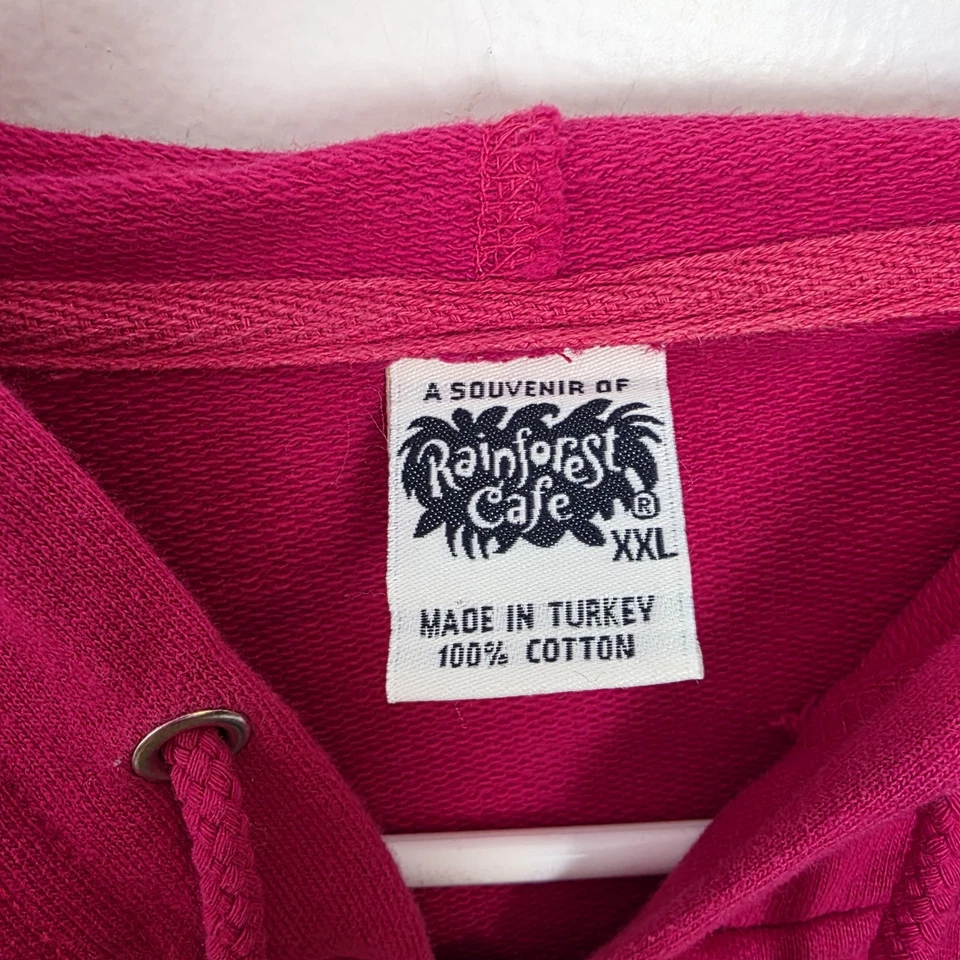 A SOUVENIR OF
Rainforest
Cafe ®
XXL
MADE IN TURKEY
100% COTTON